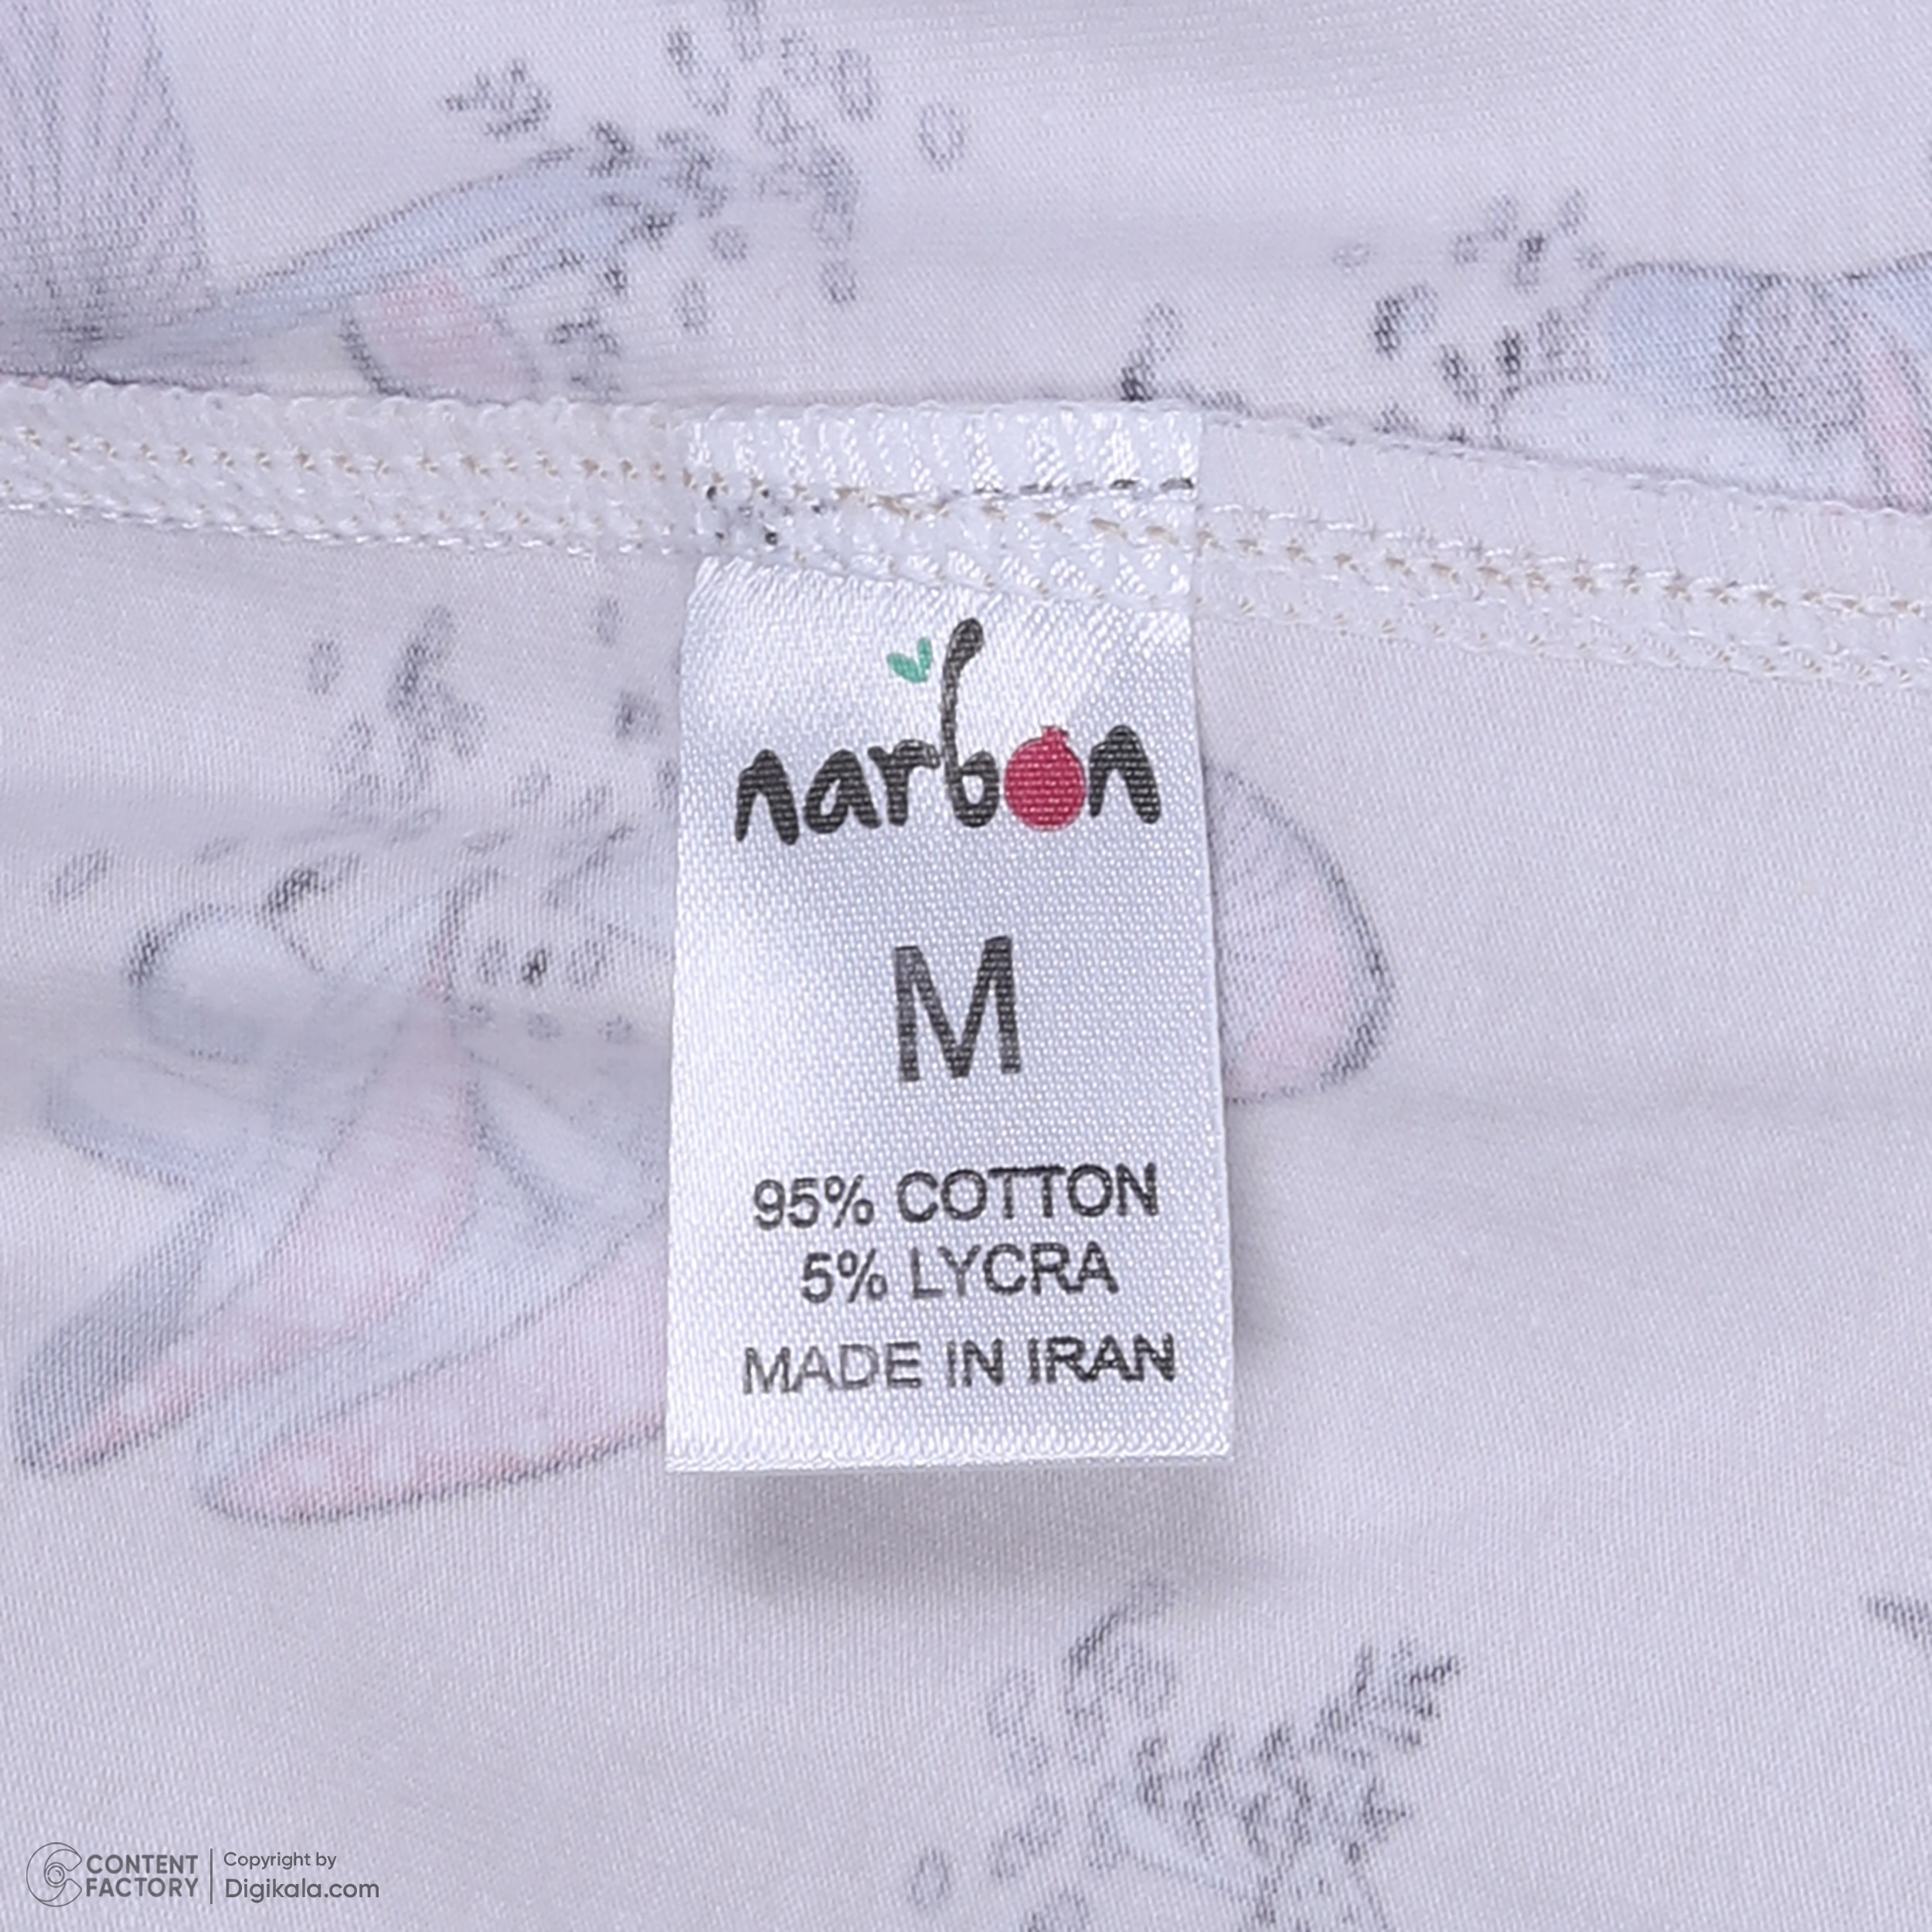 narbon
M
95% COTTON
5% LYCRA
MADE IN IRAN
CONTENT
FACTORY
Copyright by
Digikala.com